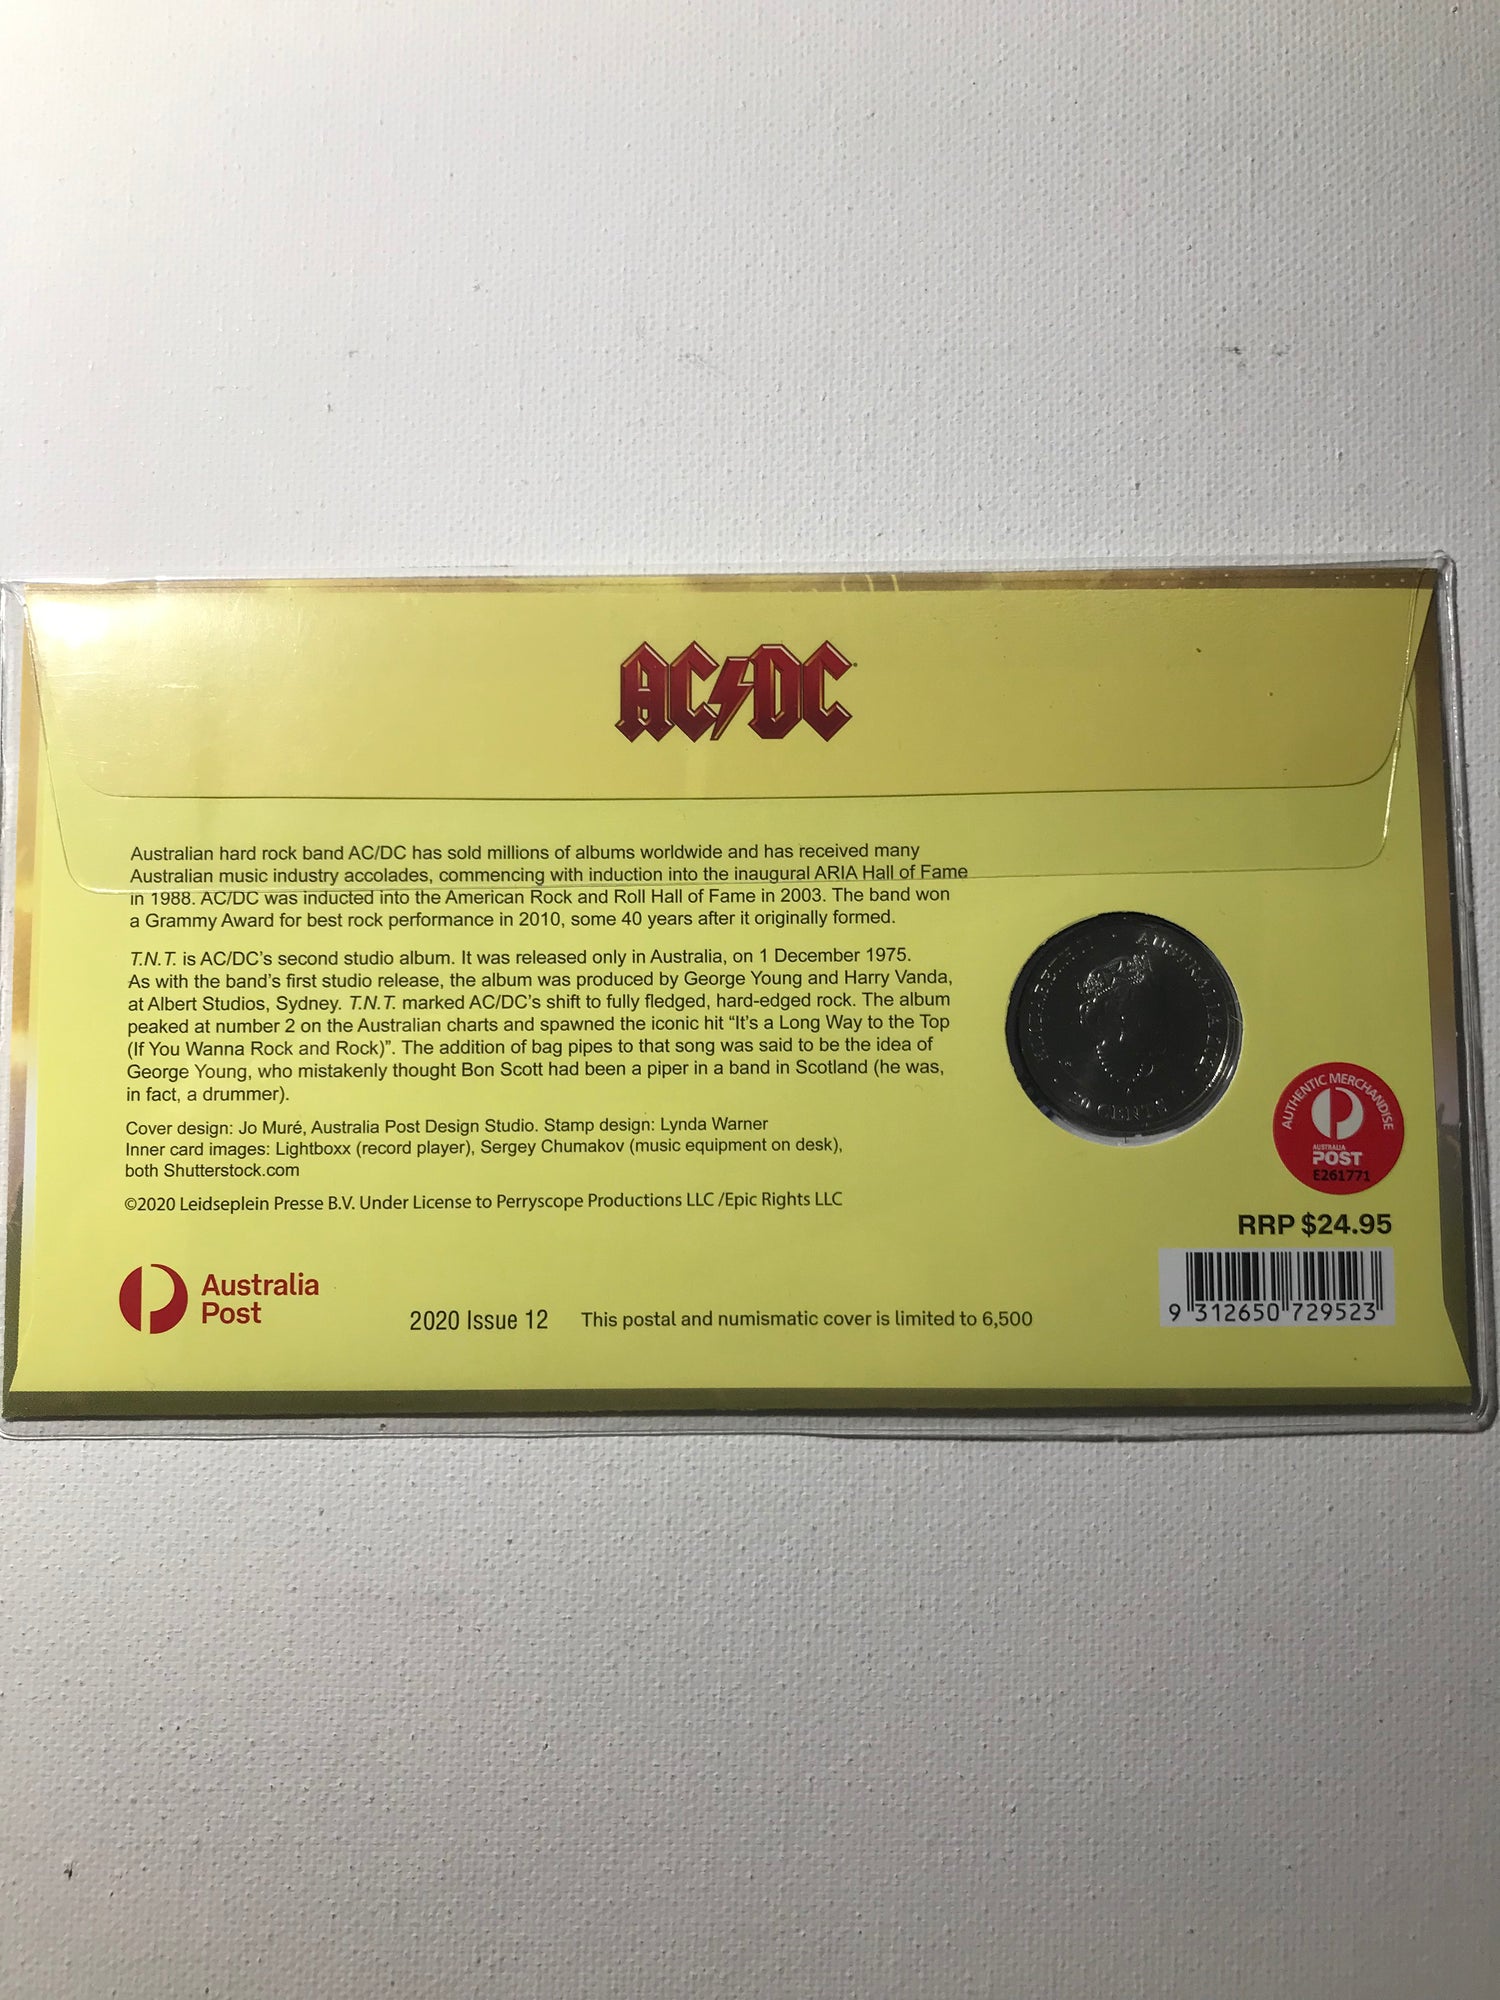 AC/DC
Australian hard rock band AC/DC has sold millions of albums worldwide and has received many
Australian music industry accolades, commencing with induction into the inaugural ARIA Hall of Fame
in 1988. AC/DC was inducted into the American Rock and Roll Hall of Fame in 2003. The band won
a Grammy Award for best rock performance in 2010, some 40 years after it originally formed.
T.N.T. is AC/DC's second studio album. It was released only in Australia, on 1 December 1975.
As with the band's first studio release, the album was produced by George Young and Harry Vanda,
at Albert Studios, Sydney. T.N.T. marked AC/DC's shift to fully fledged, hard-edged rock. The album
peaked at number 2 on the Australian charts and spawned the iconic hit “It's a Long Way to the Top
(If You Wanna Rock and Rock)”. The addition of bag pipes to that song was said to be the idea of
George Young, who mistakenly thought Bon Scott had been a piper in a band in Scotland (he was,
in fact, a drummer).
Cover design: Jo Muré, Australia Post Design Studio. Stamp design: Lynda Warner
Inner card images: Lightboxx (record player), Sergey Chumakov (music equipment on desk),
both Shutterstock.com
©2020 Leidseplein Presse B.V. Under License to Perryscope Productions LLC /Epic Rights LLC
ELIZABETH II · AUSTRALIA
20 CENTS
AUTHENTIC MERCHANDISE
AUSTRALIA
POST
E261771
RRP $24.95
9 312650 729523
Australia
Post
2020 Issue 12 This postal and numismatic cover is limited to 6,500